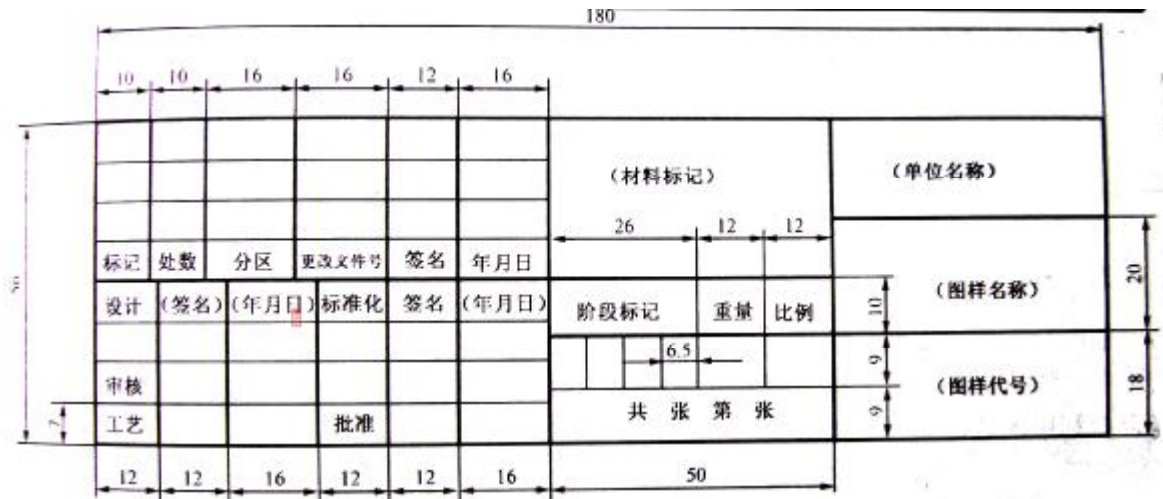 180
10 10 16 16 12 16
(材料标记) (单位名称)
26 12 12
标记 处数 分区 更改文件号 签名 年月日
设计 (签名) (年月日) 标准化 签名 (年月日) 阶段标记 重量 比例 10 (图样名称) 20
6.5 9
审核 (图样代号) 18
工艺 批准 共 张 第 张 9
7
12 12 16 12 12 16 50